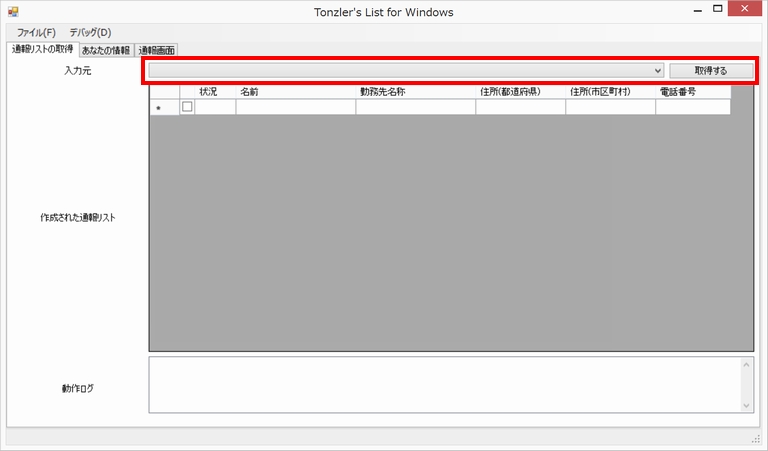 Tonzler's List for Windows
ファイル(F) デバッグ(D)
通報リストの取得 あなたの情報 通報画面
入力元 取得する
状況 名前 勤務先名称 住所(都道府県) 住所(市区町村) 電話番号
作成された通報リスト
動作ログ